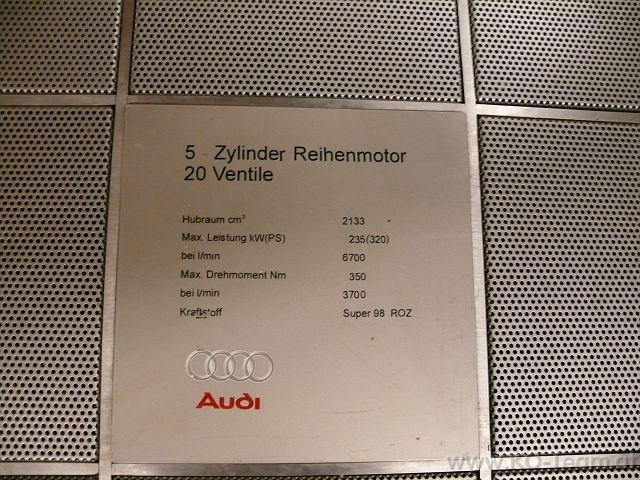 5 - Zylinder Reihenmotor
20 Ventile
Hubraum cm³ 2133
Max. Leistung kW(PS) 235(320)
bei l/min 6700
Max. Drehmoment Nm 350
bei l/min 3700
Kraftstoff Super 98 ROZ
Audi